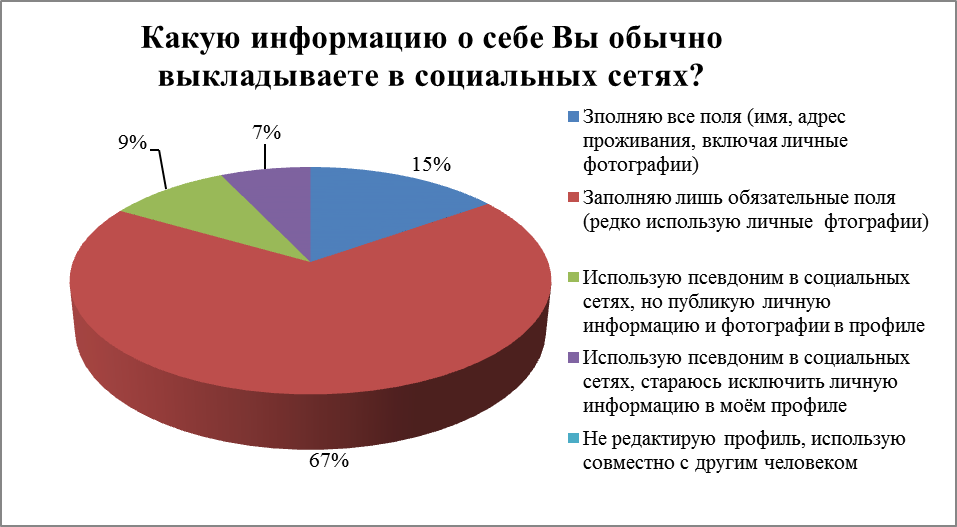 Какую информацию о себе Вы обычно
выкладываете в социальных сетях?
9%
7%
15%
67%
Зполняю все поля (имя, адрес
проживания, включая личные
фотографии)
Заполняю лишь обязательные поля
(редко использую личные фтографии)
Использую псевдоним в социальных
сетях, но публикую личную
информацию и фотографии в профиле
Использую псевдоним в социальных
сетях, стараюсь исключить личную
информацию в моём профиле
Не редактирую профиль, использую
совместно с другим человеком